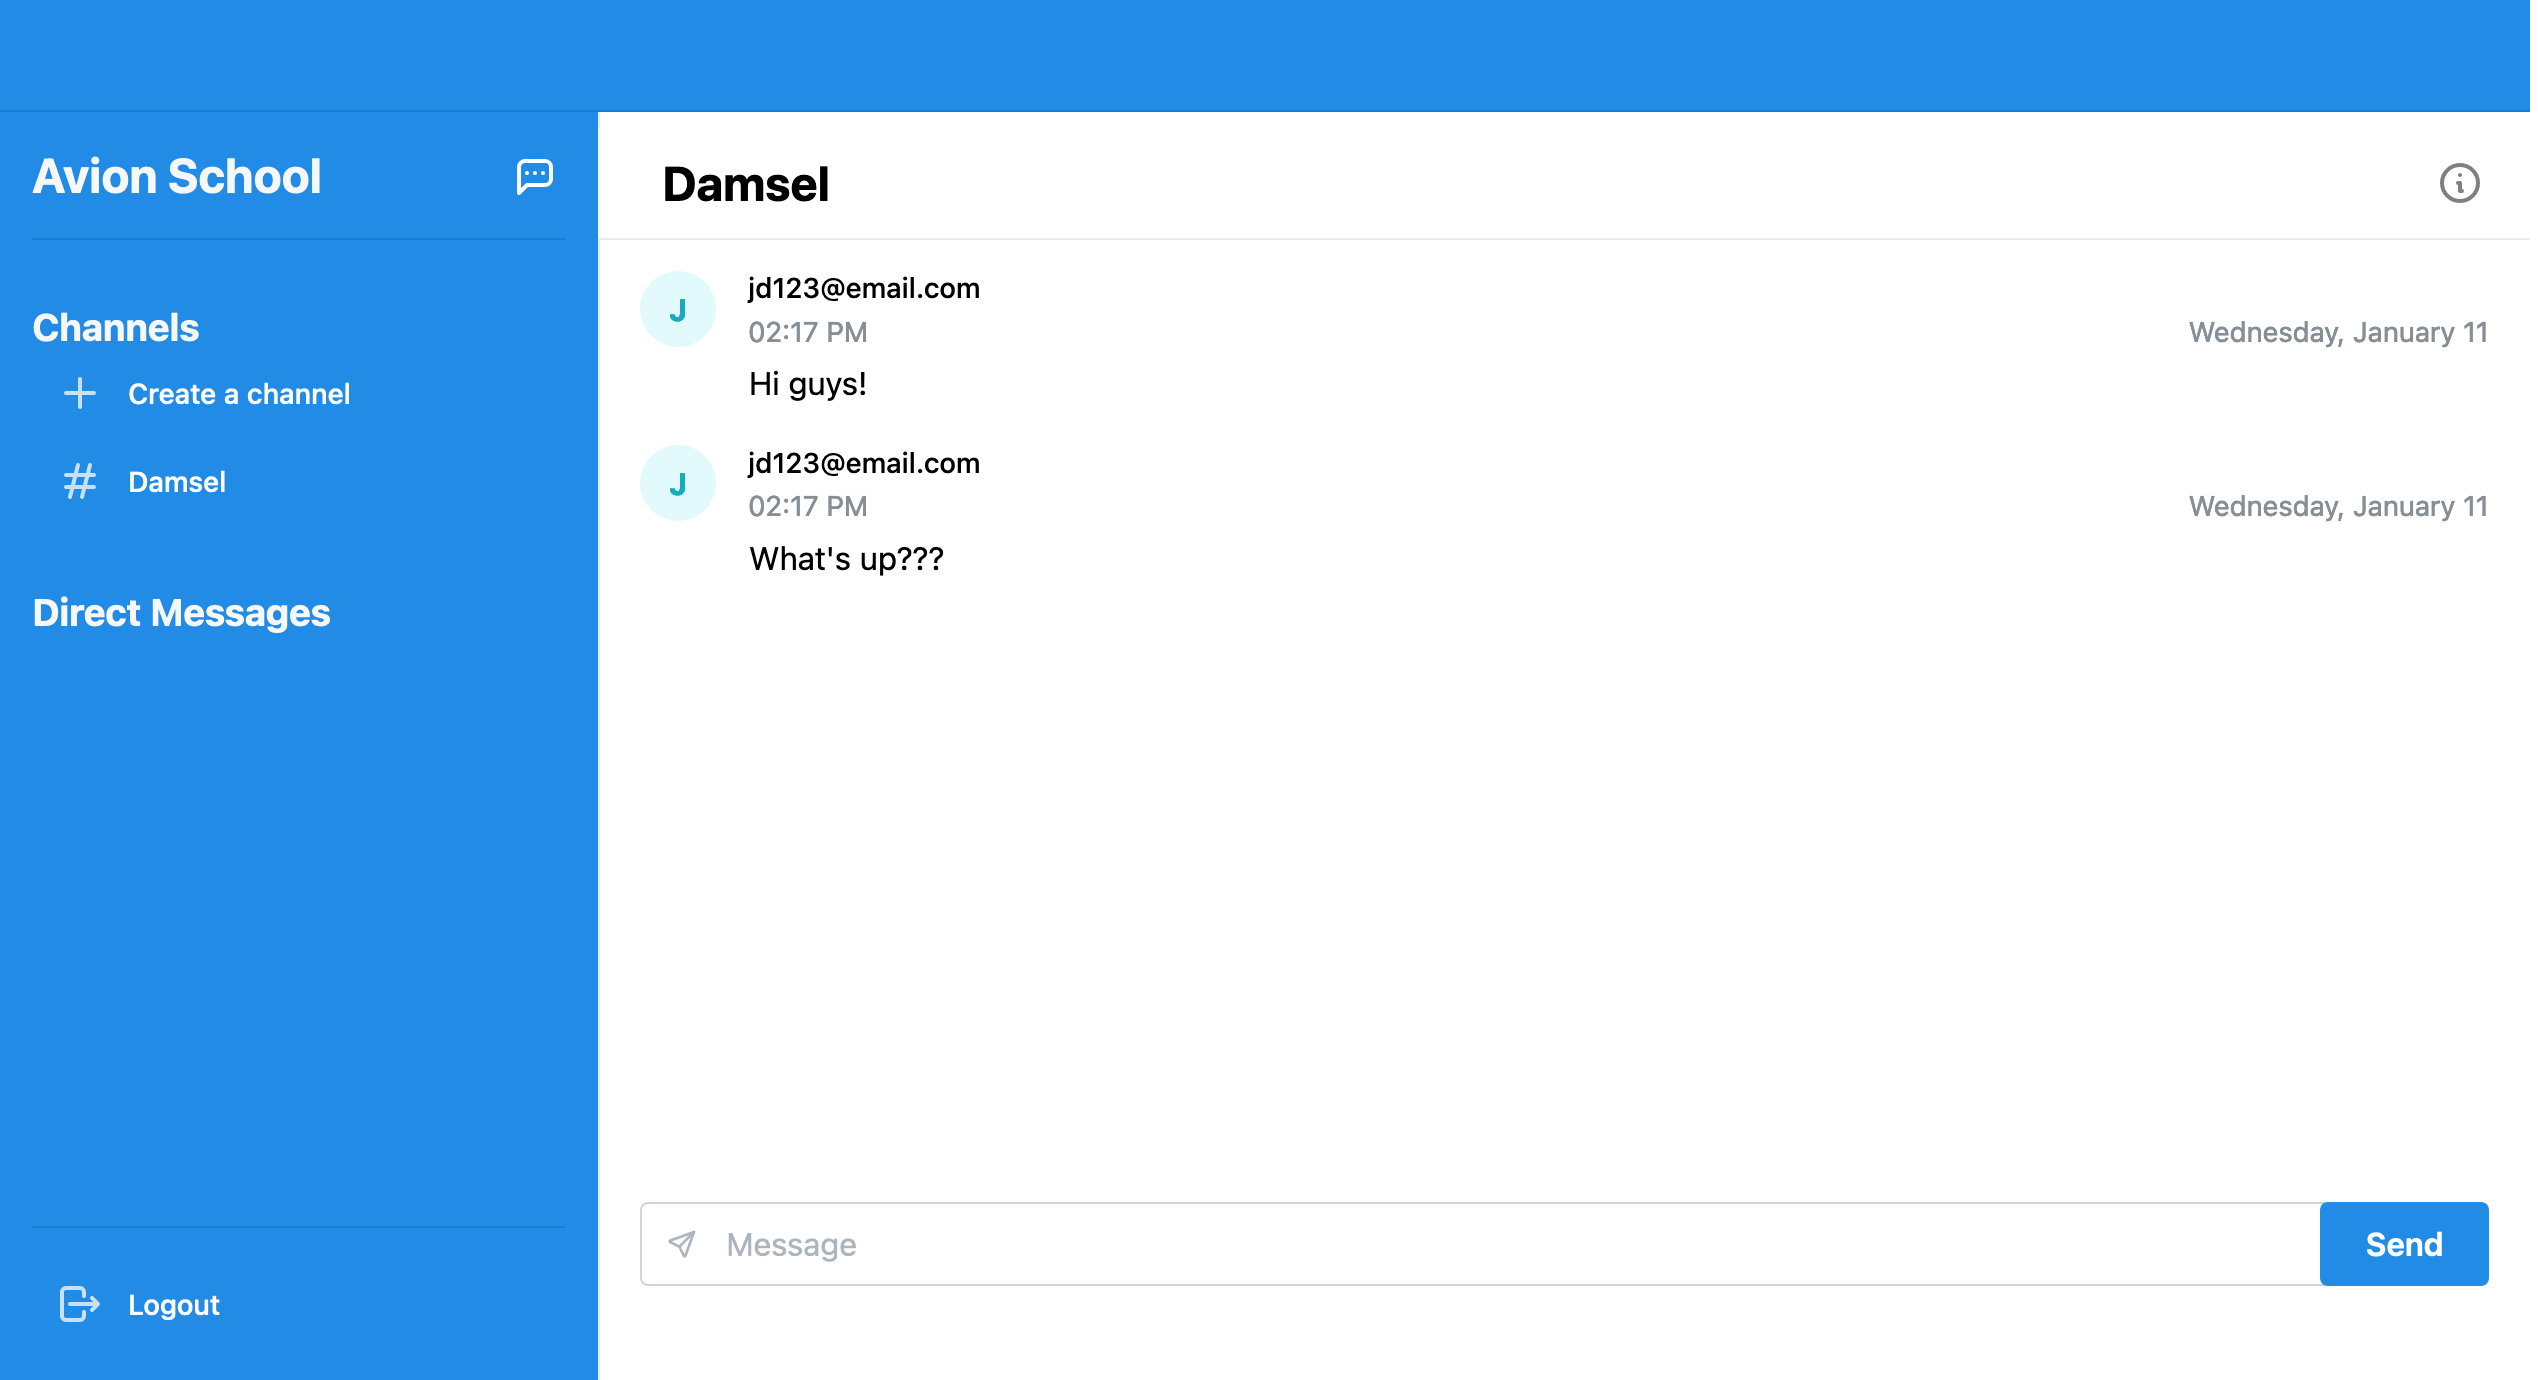 Avion School
Channels
Create a channel
Damsel
Direct Messages
Logout
Damsel
J
jd123@email.com
02:17 PM
Wednesday, January 11
Hi guys!
J
jd123@email.com
02:17 PM
Wednesday, January 11
What's up???
Message
Send